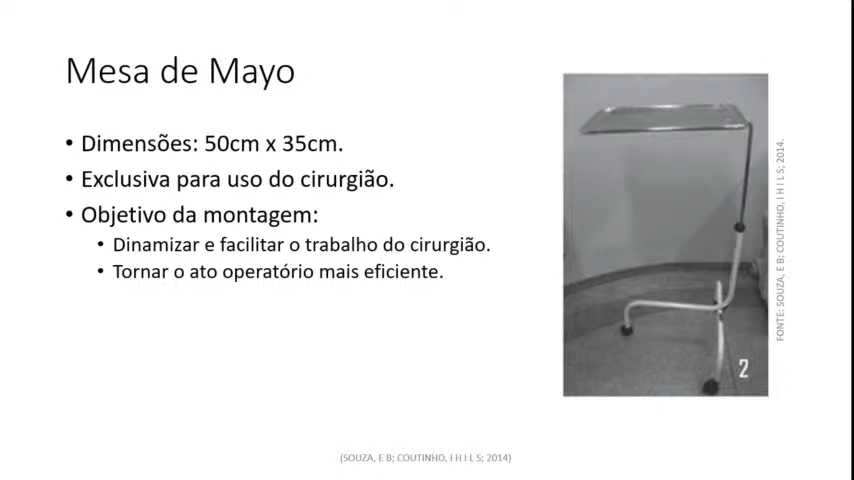 Mesa de Mayo
• Dimensões: 50cm x 35cm.
• Exclusiva para uso do cirurgião.
• Objetivo da montagem:
• Dinamizar e facilitar o trabalho do cirurgião.
• Tornar o ato operatório mais eficiente.
2
FONTE: SOUZA, E B; COUTINHO, I H I L S; 2014.
(SOUZA, E B; COUTINHO, I H I L S; 2014)